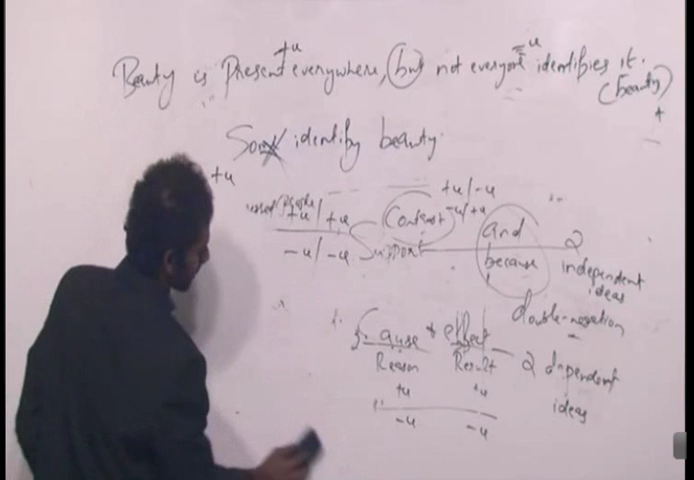 +u =u
Beauty is Present everywhere, but not everyone identifies it.
(beauty)
Some identify beauty.
+u
+u/-u
people
+u/+u Contrast -u/+u and 2
-u/-u Support because independent
ideas
double-negation
Cause & effect
Reason Result 2 dependent
+u +u ideas
-u -u